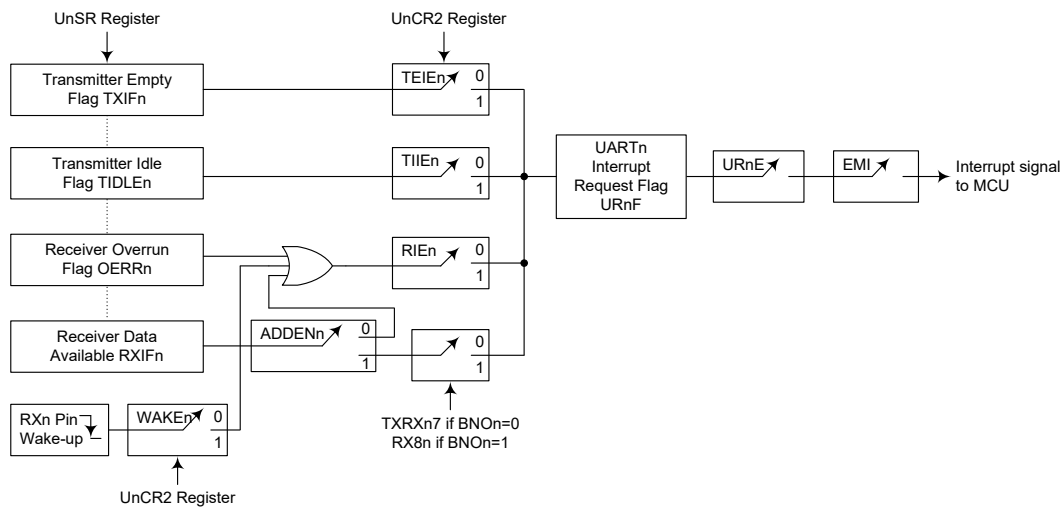 UnSR Register
UnCR2 Register
Transmitter Empty
Flag TXIFn
TEIEn
0
1
Transmitter Idle
Flag TIDLEn
TIIEn
0
1
UARTn
Interrupt
Request Flag
URnF
URnE
EMI
Interrupt signal
to MCU
Receiver Overrun
Flag OERRn
RIEn
0
1
Receiver Data
Available RXIFn
ADDENn
0
1
0
1
RXn Pin
Wake-up
WAKEn
0
1
TXRXn7 if BNOn=0
RX8n if BNOn=1
UnCR2 Register